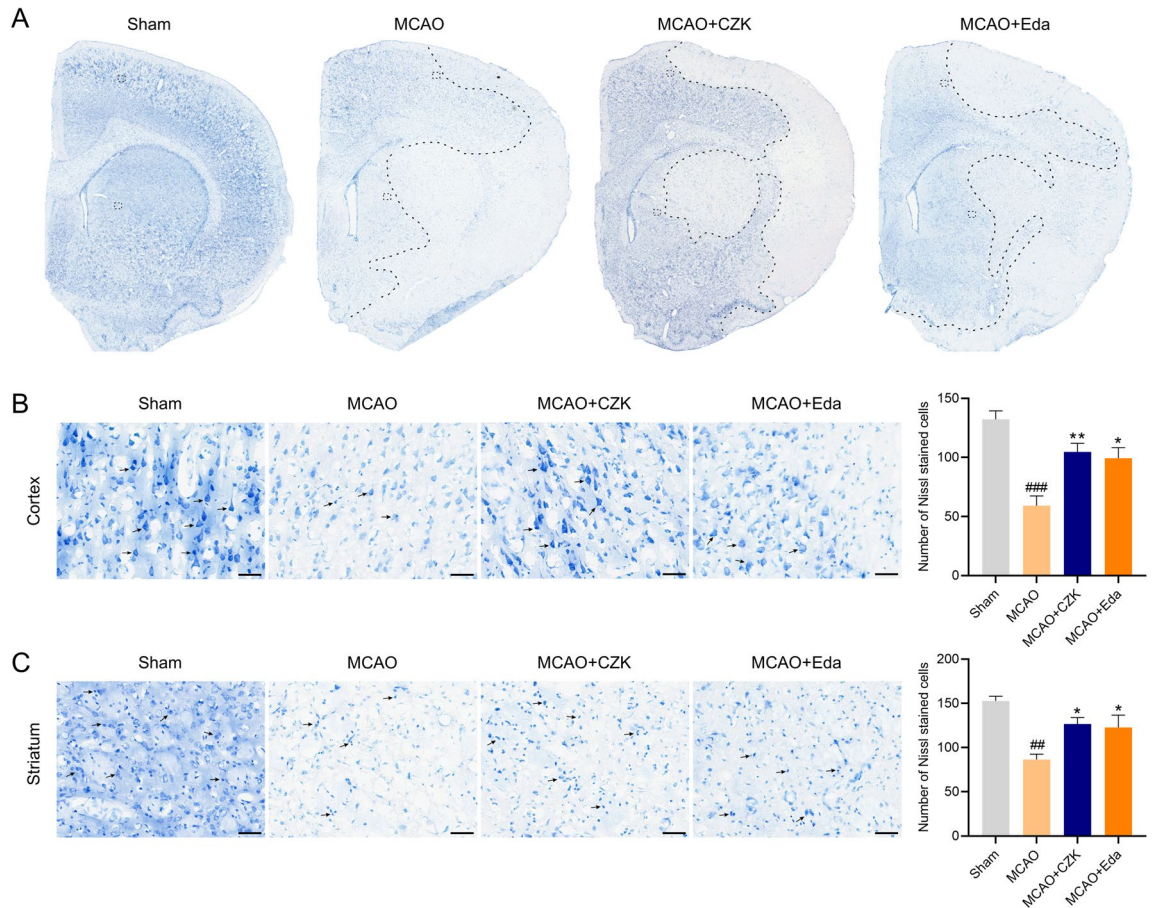 A
Sham MCAO MCAO+CZK MCAO+Eda
B
Sham MCAO MCAO+CZK MCAO+Eda
Cortex
Number of Nissl stained cells
150
100
50
0
###
**
*
Sham MCAO MCAO+CZK MCAO+Eda
C
Sham MCAO MCAO+CZK MCAO+Eda
Striatum
Number of Nissl stained cells
200
150
100
50
0
##
*
*
Sham MCAO MCAO+CZK MCAO+Eda